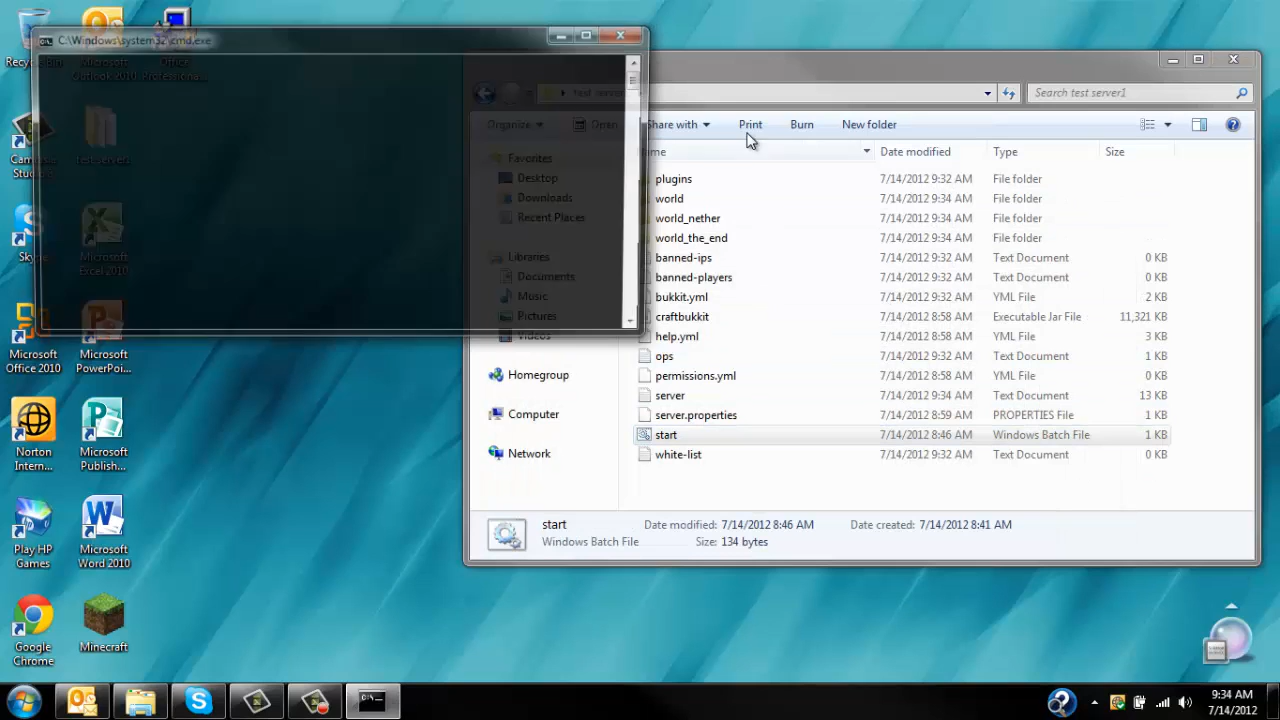 C:\Windows\system32\cmd.exe
Microsoft
Outlook 2010
Office
Professional...
test servers
Microsoft
Excel 2010
Microsoft
Office 2010
Microsoft
PowerPoi...
Norton
Intern...
Microsoft
Publish...
Play HP
Games
Microsoft
Word 2010
Google
Chrome
Minecraft
test server1
Search test server1
Organize
Open
Share with
Print
Burn
New folder
Favorites
Desktop
Downloads
Recent Places
Libraries
Documents
Music
Pictures
Videos
Homegroup
Computer
Network
Date modified
Type
Size
plugins 7/14/2012 9:32 AM File folder
world 7/14/2012 9:34 AM File folder
world_nether 7/14/2012 9:34 AM File folder
world_the_end 7/14/2012 9:34 AM File folder
banned-ips 7/14/2012 9:32 AM Text Document 0 KB
banned-players 7/14/2012 9:32 AM Text Document 0 KB
bukkit.yml 7/14/2012 9:32 AM YML File 2 KB
craftbukkit 7/14/2012 8:58 AM Executable Jar File 11,321 KB
help.yml 7/14/2012 8:58 AM YML File 3 KB
ops 7/14/2012 9:32 AM Text Document 1 KB
permissions.yml 7/14/2012 8:58 AM YML File 0 KB
server 7/14/2012 9:34 AM Text Document 13 KB
server.properties 7/14/2012 8:59 AM PROPERTIES File 1 KB
start 7/14/2012 8:46 AM Windows Batch File 1 KB
white-list 7/14/2012 9:32 AM Text Document 0 KB
start Date modified: 7/14/2012 8:46 AM Date created: 7/14/2012 8:41 AM
Windows Batch File Size: 134 bytes
9:34 AM
7/14/2012